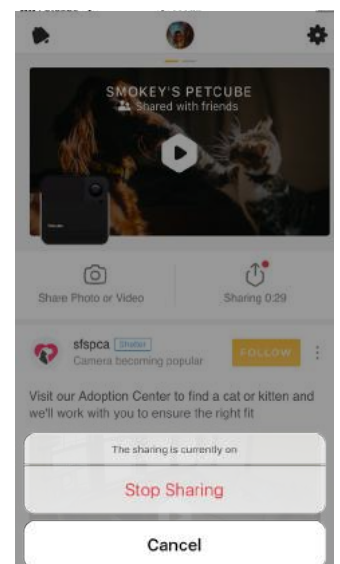 SMOKEY'S PETCUBE
Shared with friends
Share Photo or Video
Sharing 0:29
sfspca Shelter
Camera becoming popular
FOLLOW
Visit our Adoption Center to find a cat or kitten and
we'll work with you to ensure the right fit
The sharing is currently on
Stop Sharing
Cancel